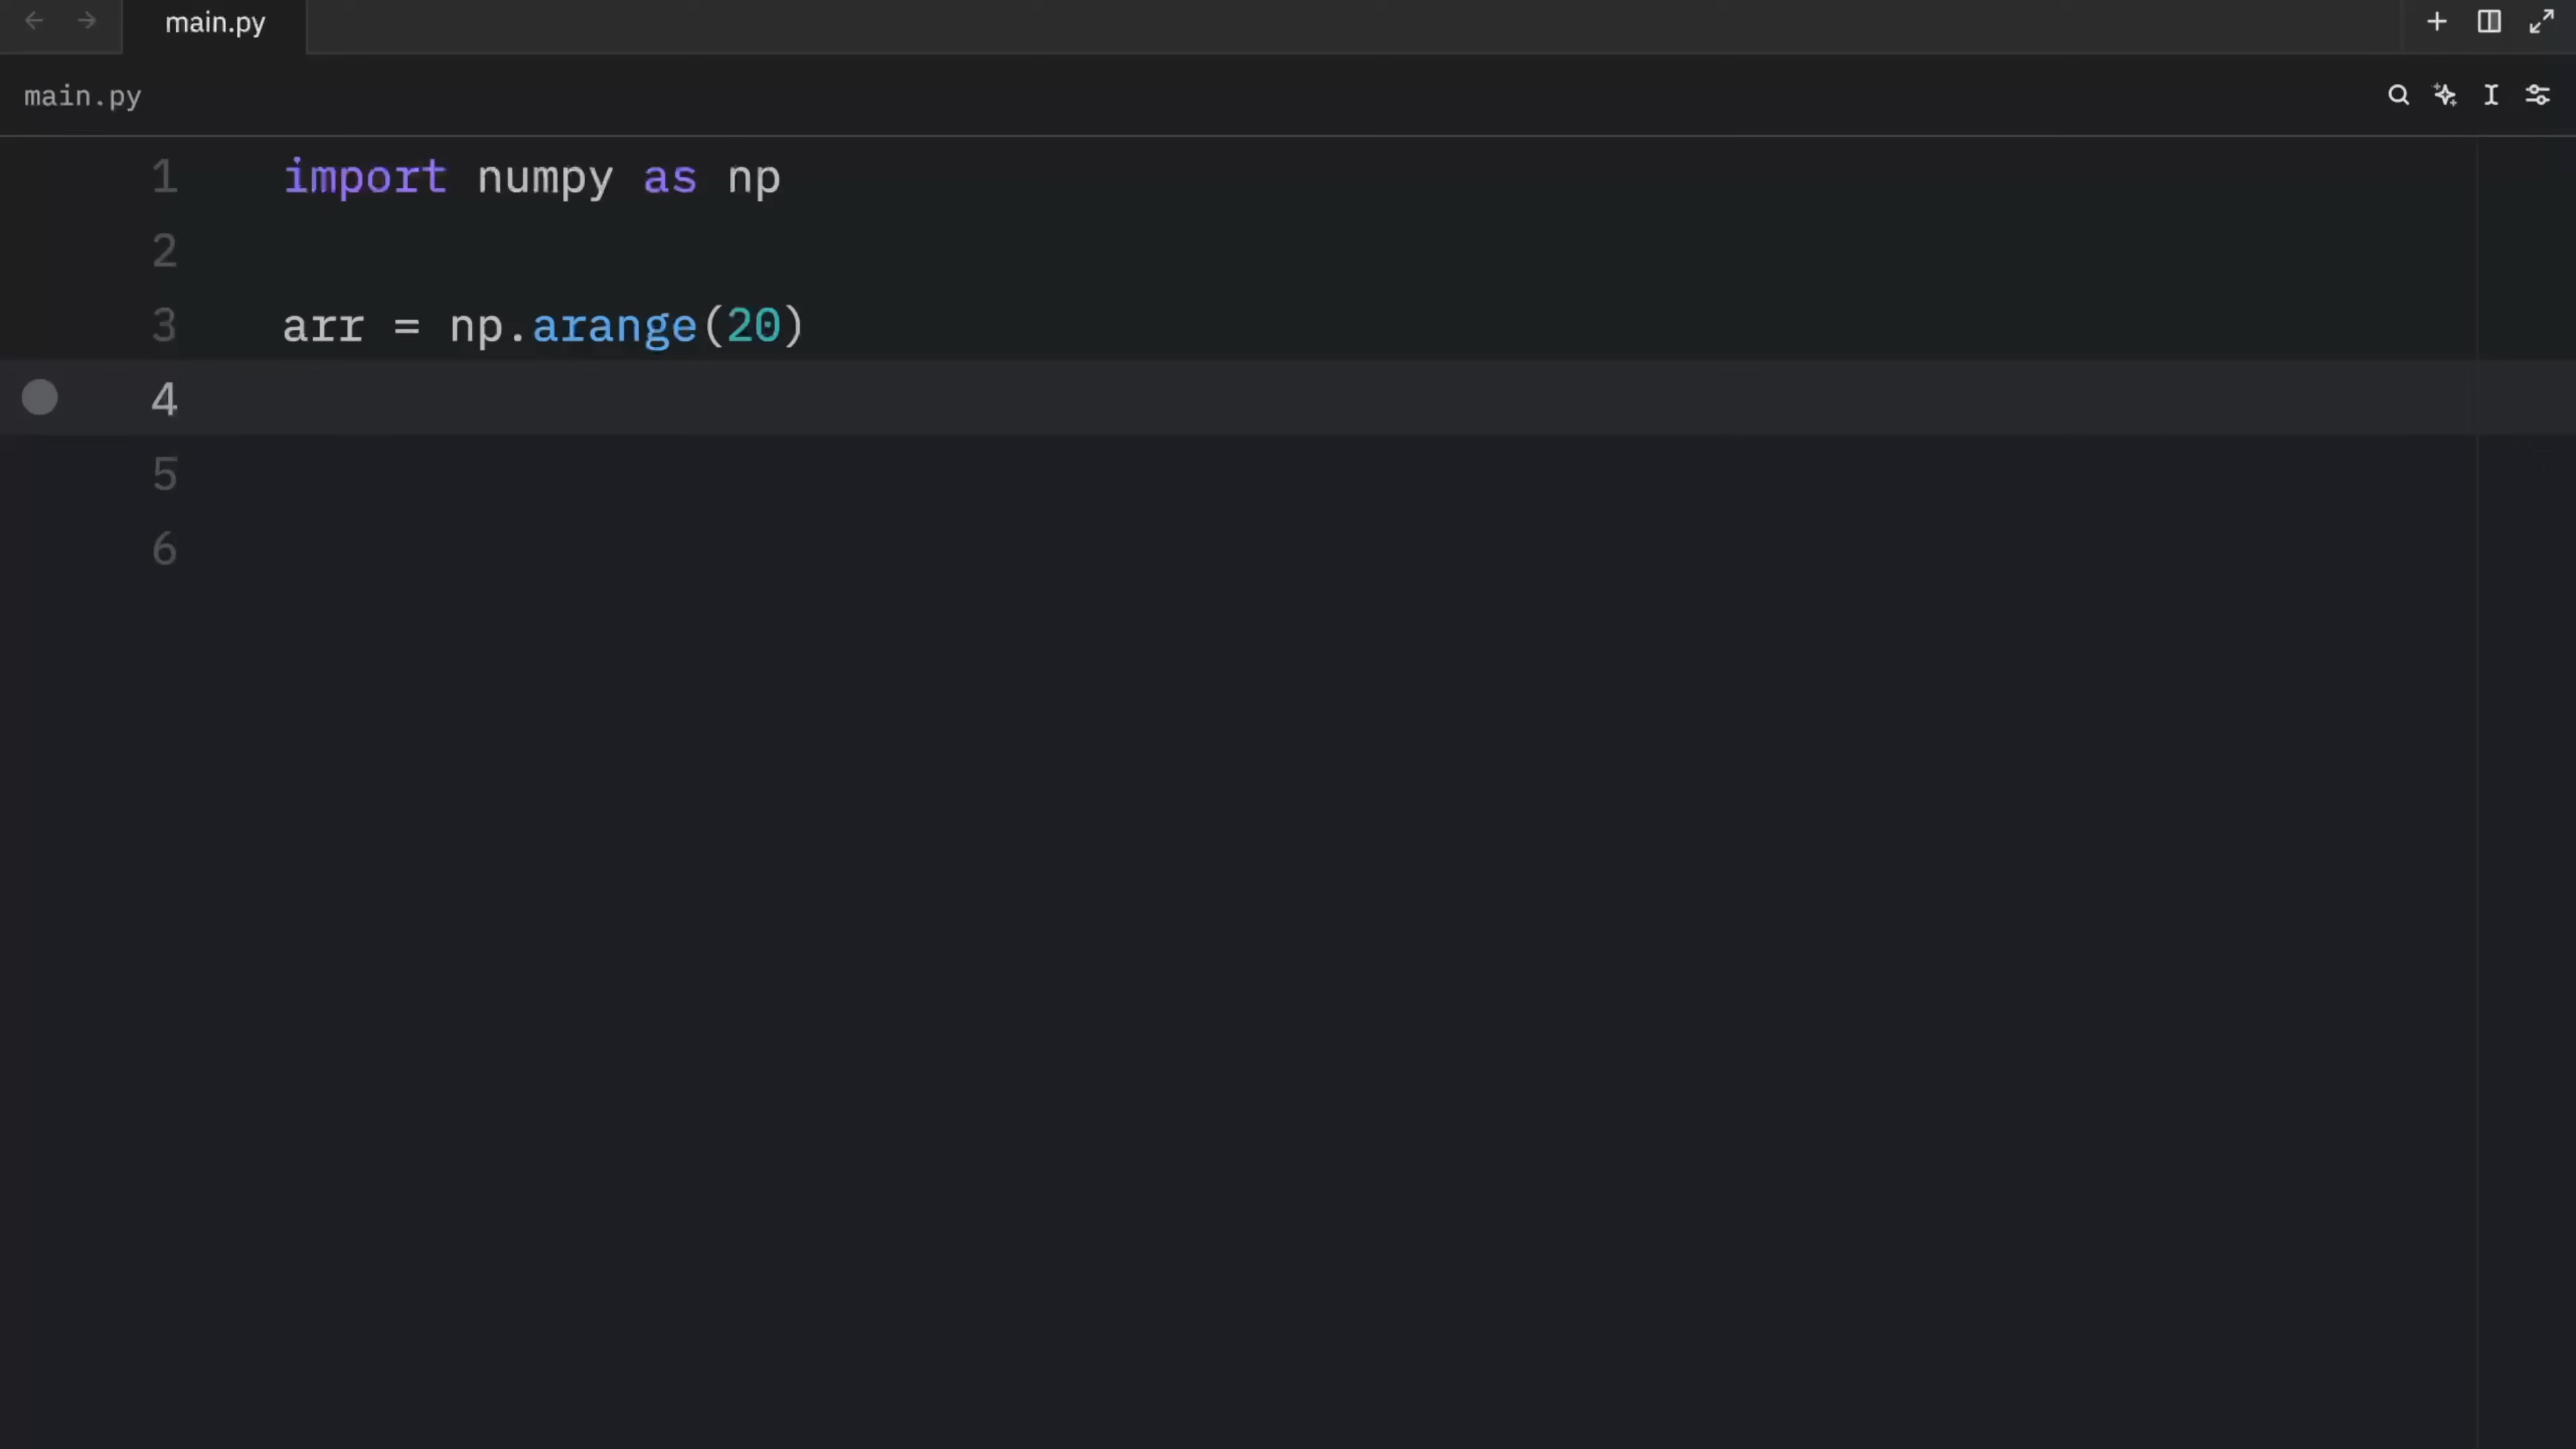 main.py
main.py
1 import numpy as np
2
3 arr = np.arange(20)
4
5
6